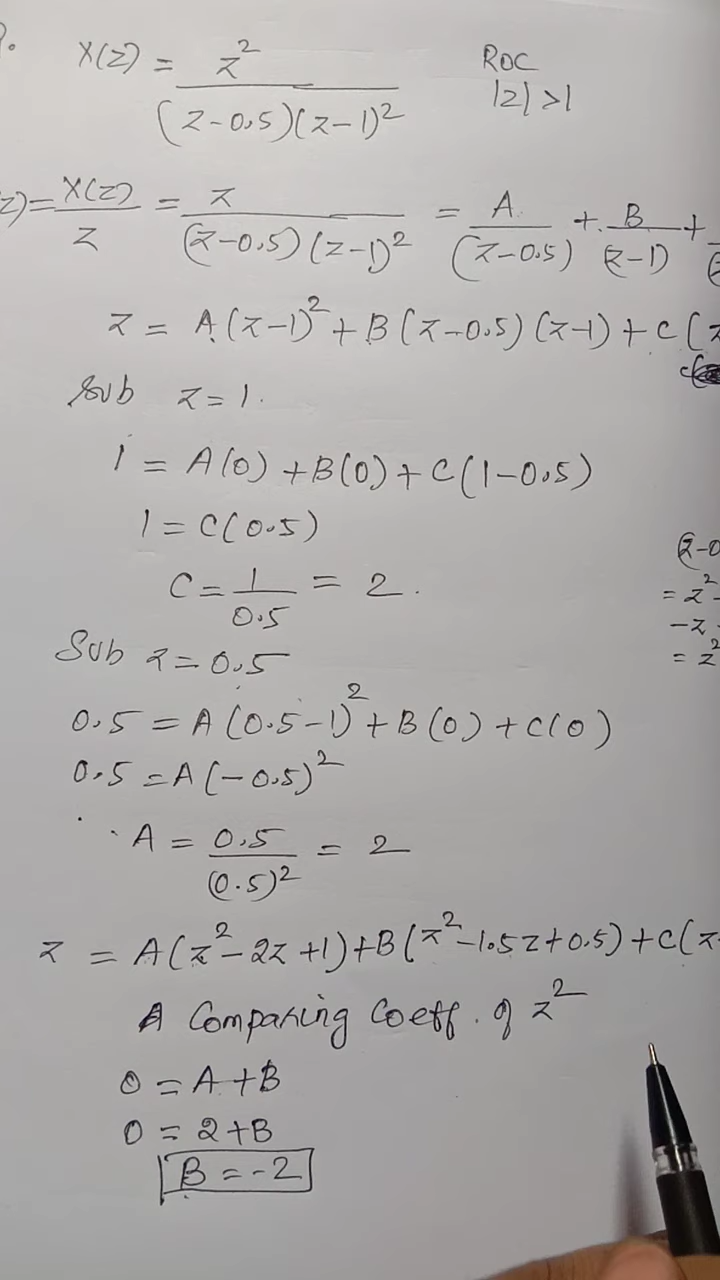 X(z) = z² / (z-0.5)(z-1)² ROC |z|>1
z) = X(z)/z = z / (z-0.5)(z-1)² = A/(z-0.5) + B/(z-1) +
z = A(z-1)² + B(z-0.5)(z-1) + C(z
Sub z = 1.
1 = A(0) + B(0) + C(1-0.5)
1 = C(0.5)
C = 1/0.5 = 2.
(z-0
= z²-
-z
= z²
Sub z = 0.5
0.5 = A(0.5-1)² + B(0) + C(0)
0.5 = A(-0.5)²
A = 0.5/(0.5)² = 2
z = A(z²-2z+1)+B(z²-1.5z+0.5)+C(z
Comparing Coeff. of z²
0 = A+B
0 = 2+B
B = -2